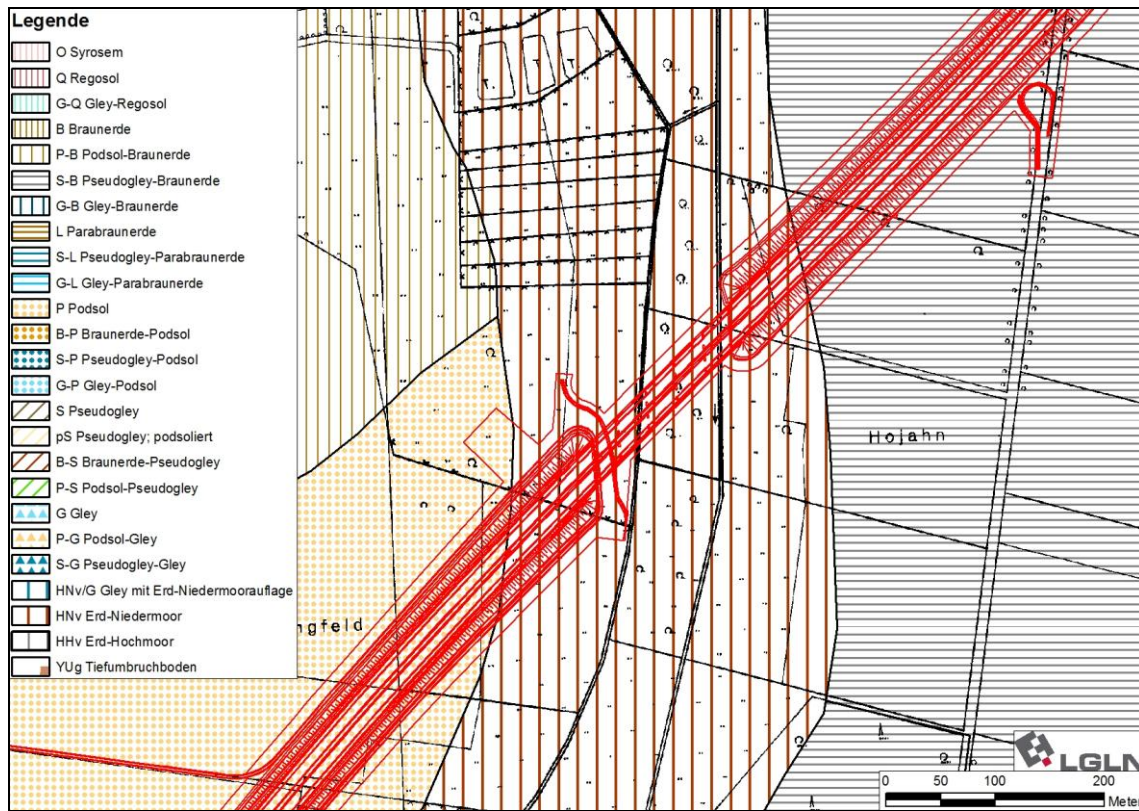 Legende
O Syrosem
Q Regosol
G-Q Gley-Regosol
B Braunerde
P-B Podsol-Braunerde
S-B Pseudogley-Braunerde
G-B Gley-Braunerde
L Parabraunerde
S-L Pseudogley-Parabraunerde
G-L Gley-Parabraunerde
P Podsol
B-P Braunerde-Podsol
S-P Pseudogley-Podsol
G-P Gley-Podsol
S Pseudogley
pS Pseudogley; podsoliert
B-S Braunerde-Pseudogley
P-S Podsol-Pseudogley
G Gley
P-G Podsol-Gley
S-G Pseudogley-Gley
HNv/G Gley mit Erd-Niedermoorauflage
HNv Erd-Niedermoor
HHv Erd-Hochmoor
YUg Tiefumbruchboden
Hojahn
ngfeld
LGLN
0 50 100 200
Meter